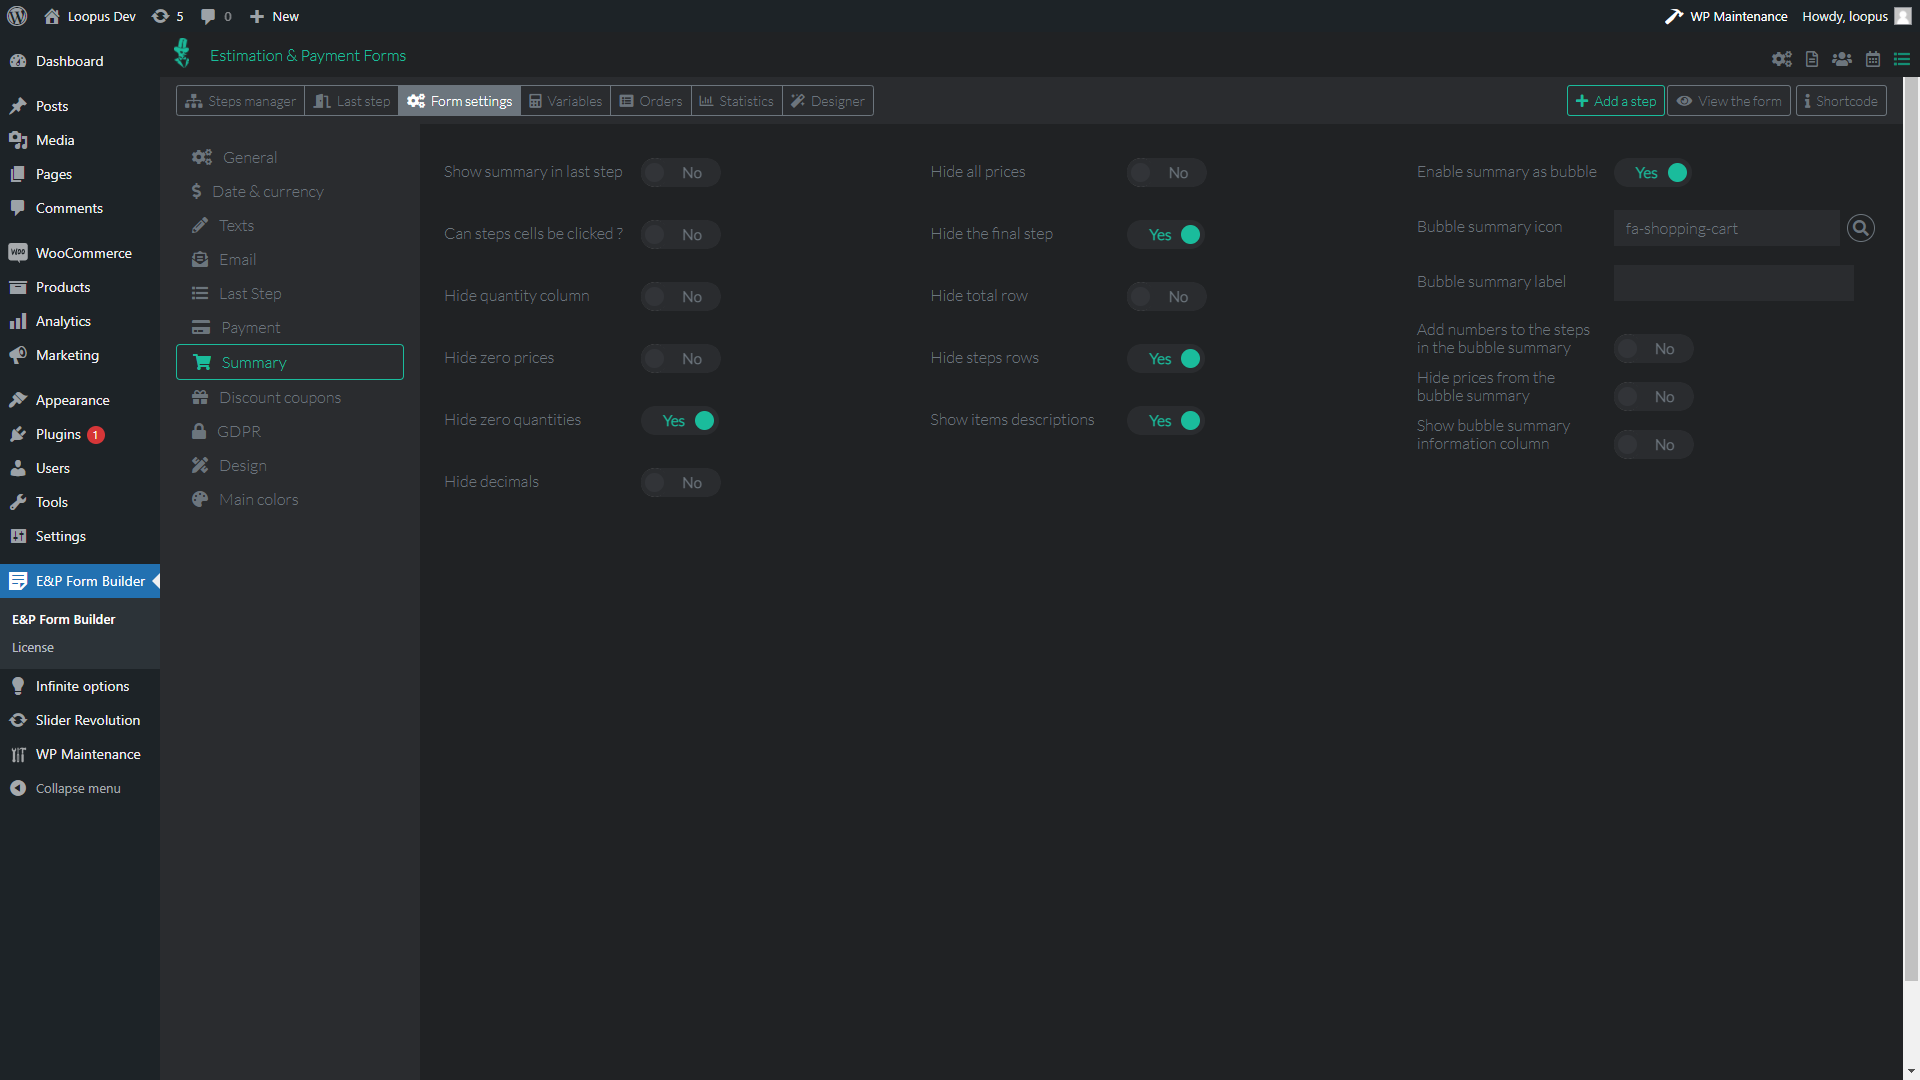 Loopus Dev
5
0
New
WP Maintenance
Howdy, loopus
Dashboard
Posts
Media
Pages
Comments
WOO WooCommerce
Products
Analytics
Marketing
Appearance
Plugins 1
Users
Tools
Settings
E&P Form Builder
E&P Form Builder
License
Infinite options
Slider Revolution
WP Maintenance
Collapse menu
Estimation & Payment Forms
Steps manager
Last step
Form settings
Variables
Orders
Statistics
Designer
Add a step
View the form
Shortcode
General
Date & currency
Texts
Email
Last Step
Payment
Summary
Discount coupons
GDPR
Design
Main colors
Show summary in last step No
Can steps cells be clicked ? No
Hide quantity column No
Hide zero prices No
Hide zero quantities Yes
Hide decimals No
Hide all prices No
Hide the final step Yes
Hide total row No
Hide steps rows Yes
Show items descriptions Yes
Enable summary as bubble Yes
Bubble summary icon fa-shopping-cart
Bubble summary label
Add numbers to the steps
in the bubble summary No
Hide prices from the
bubble summary No
Show bubble summary
information column No